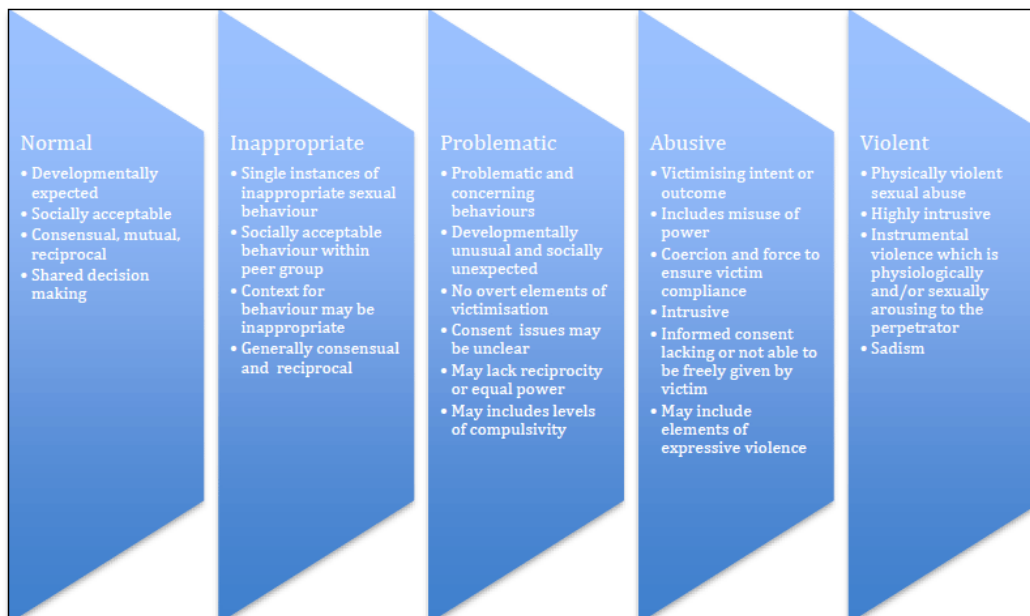 Normal
• Developmentally
expected
• Socially acceptable
• Consensual, mutual,
reciprocal
• Shared decision
making
Inappropriate
• Single instances of
inappropriate sexual
behaviour
• Socially acceptable
behaviour within
peer group
• Context for
behaviour may be
inappropriate
• Generally consensual
and reciprocal
Problematic
• Problematic and
concerning
behaviours
• Developmentally
unusual and socially
unexpected
• No overt elements of
victimisation
• Consent issues may
be unclear
• May lack reciprocity
or equal power
• May includes levels
of compulsivity
Abusive
• Victimising intent or
outcome
• Includes misuse of
power
• Coercion and force to
ensure victim
compliance
• Intrusive
• Informed consent
lacking or not able to
be freely given by
victim
• May include
elements of
expressive violence
Violent
• Physically violent
sexual abuse
• Highly intrusive
• Instrumental
violence which is
physiologically
and/or sexually
arousing to the
perpetrator
• Sadism